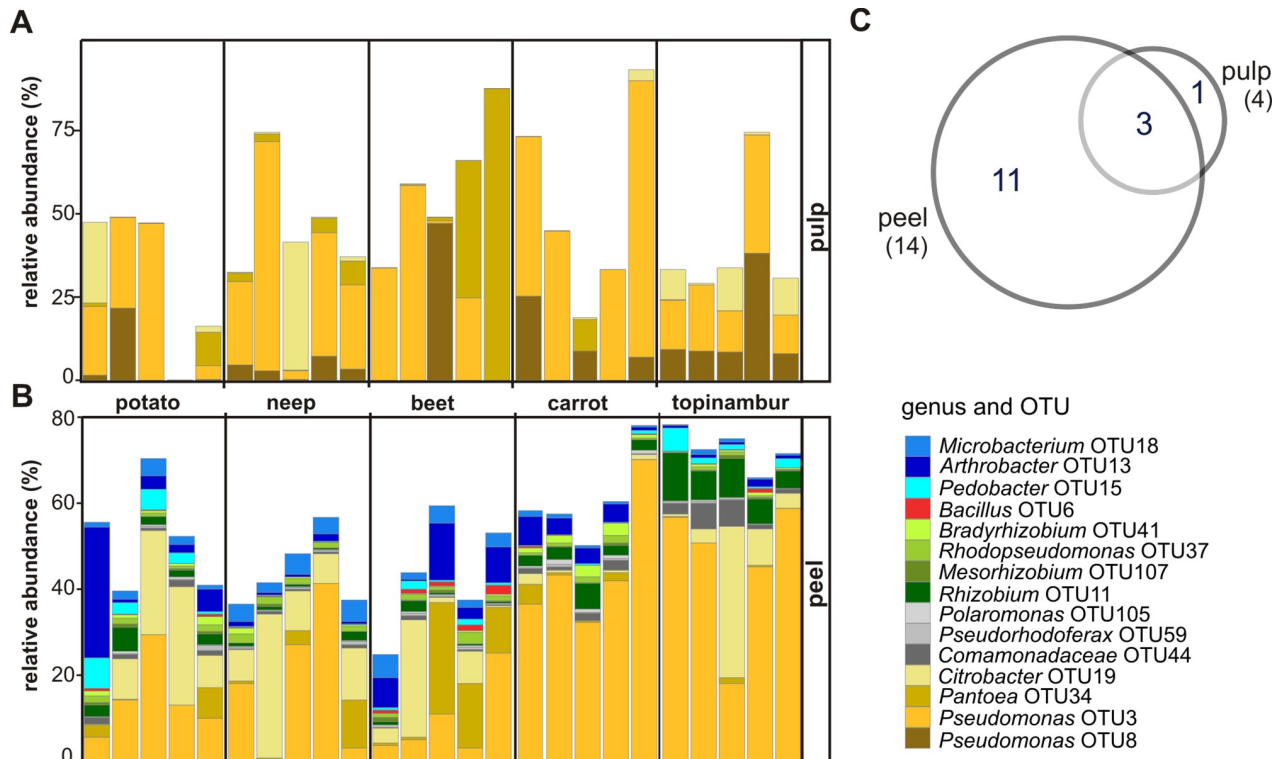 A
relative abundance (%)
75
50
25
0
pulp
B
potato
neep
beet
carrot
topinambur
relative abundance (%)
80
60
40
20
0
peel
C
pulp
(4)
1
3
11
peel
(14)
genus and OTU
Microbacterium OTU18
Arthrobacter OTU13
Pedobacter OTU15
Bacillus OTU6
Bradyrhizobium OTU41
Rhodopseudomonas OTU37
Mesorhizobium OTU107
Rhizobium OTU11
Polaromonas OTU105
Pseudorhodoferax OTU59
Comamonadaceae OTU44
Citrobacter OTU19
Pantoea OTU34
Pseudomonas OTU3
Pseudomonas OTU8